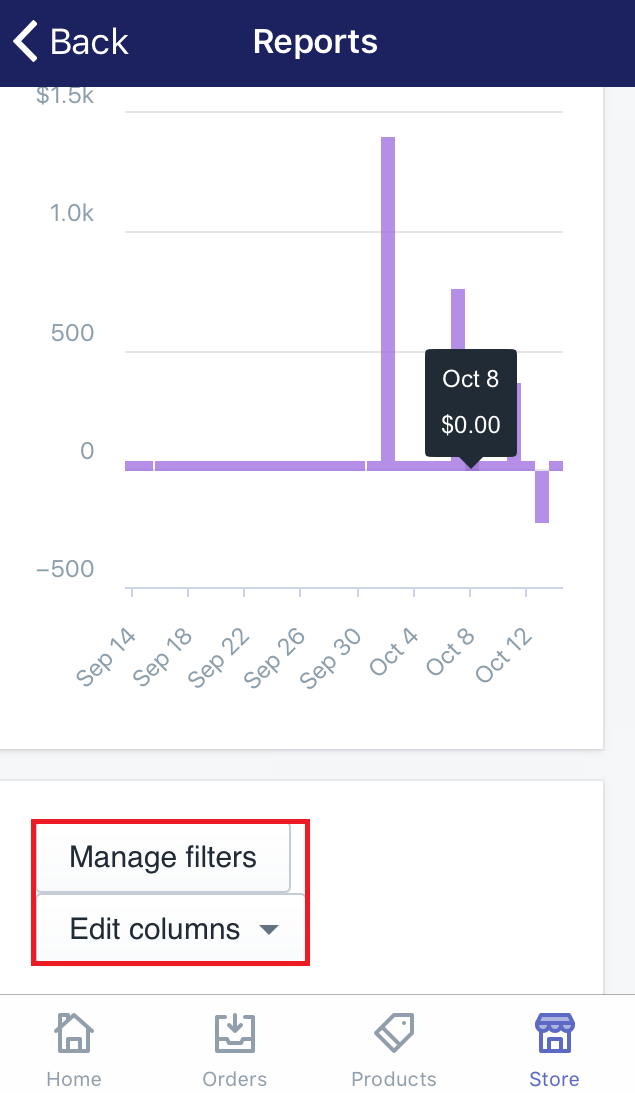 Back
Reports
$1.5k
1.0k
500
0
−500
Oct 8
$0.00
Sep 14
Sep 18
Sep 22
Sep 26
Sep 30
Oct 4
Oct 8
Oct 12
Manage filters
Edit columns
Home
Orders
Products
Store